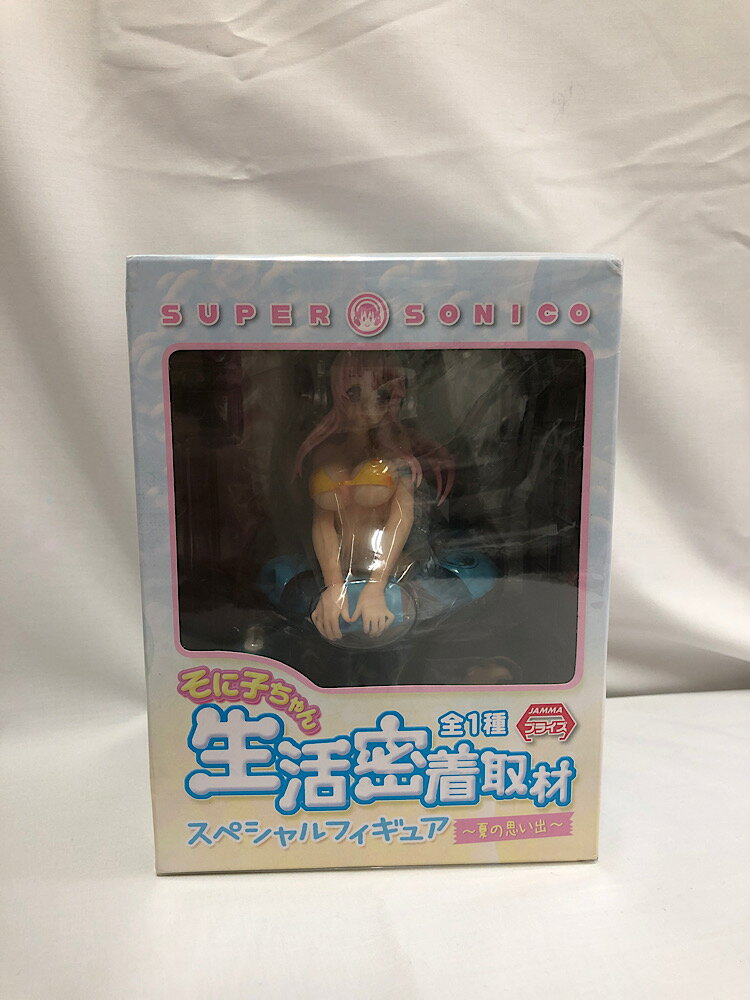 SUPER SONICO
そに子ちゃん
全1種
JAMMA
プライズ
生活密着取材
スペシャルフィギュア
～夏の思い出～